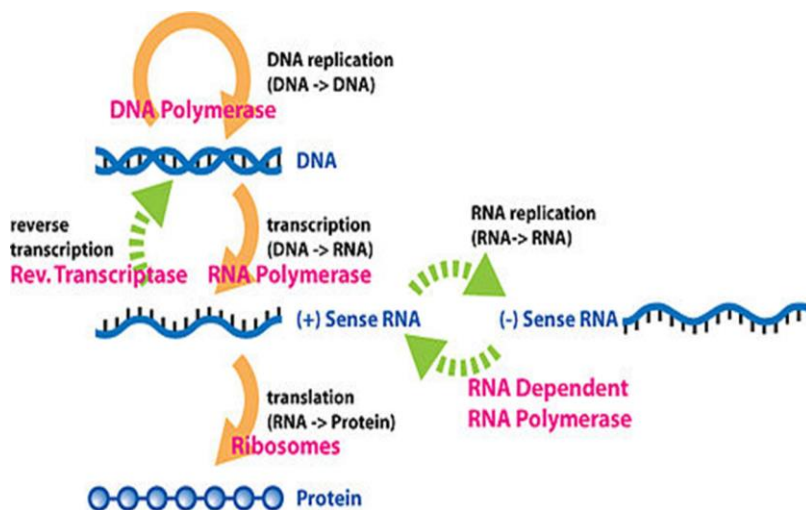 DNA replication
(DNA -> DNA)
DNA Polymerase
DNA
reverse
transcription
Rev. Transcriptase
transcription
(DNA -> RNA)
RNA Polymerase
RNA replication
(RNA-> RNA)
(+) Sense RNA
(-) Sense RNA
RNA Dependent
RNA Polymerase
translation
(RNA -> Protein)
Ribosomes
Protein